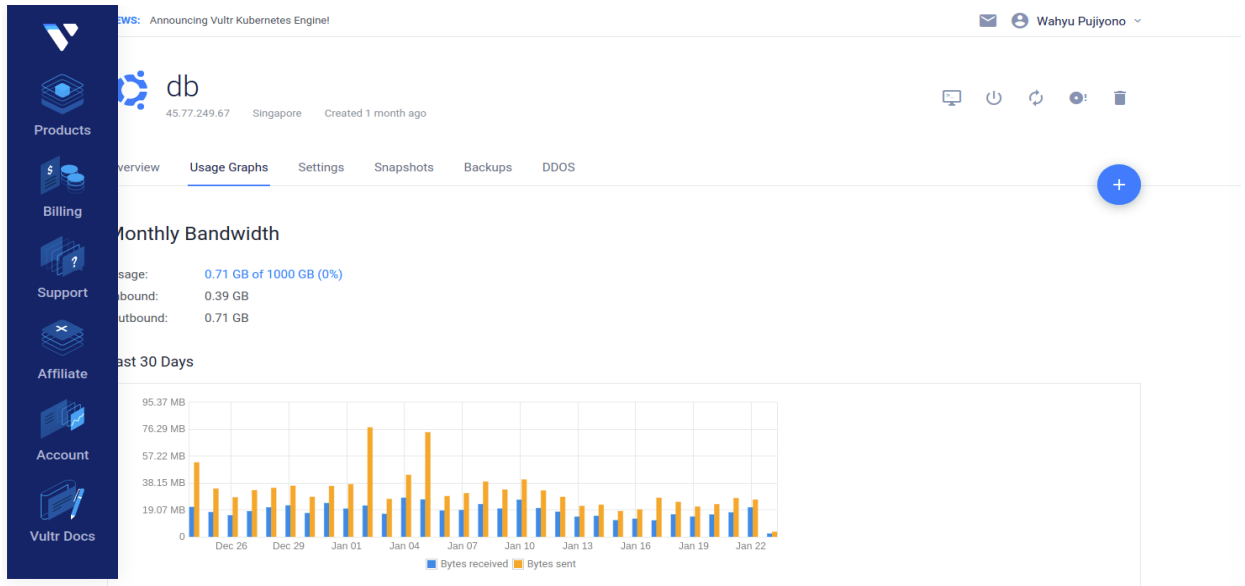 EWS: Announcing Vultr Kubernetes Engine!
Wahyu Pujiyono
db
45.77.249.67 Singapore Created 1 month ago
Products
verview Usage Graphs Settings Snapshots Backups DDOS
+
$
Billing
Monthly Bandwidth
sage: 0.71 GB of 1000 GB (0%)
bound: 0.39 GB
utbound: 0.71 GB
?
Support
ast 30 Days
Affiliate
95.37 MB
76.29 MB
57.22 MB
38.15 MB
19.07 MB
0
Dec 26 Dec 29 Jan 01 Jan 04 Jan 07 Jan 10 Jan 13 Jan 16 Jan 19 Jan 22
Bytes received Bytes sent
Account
Vultr Docs